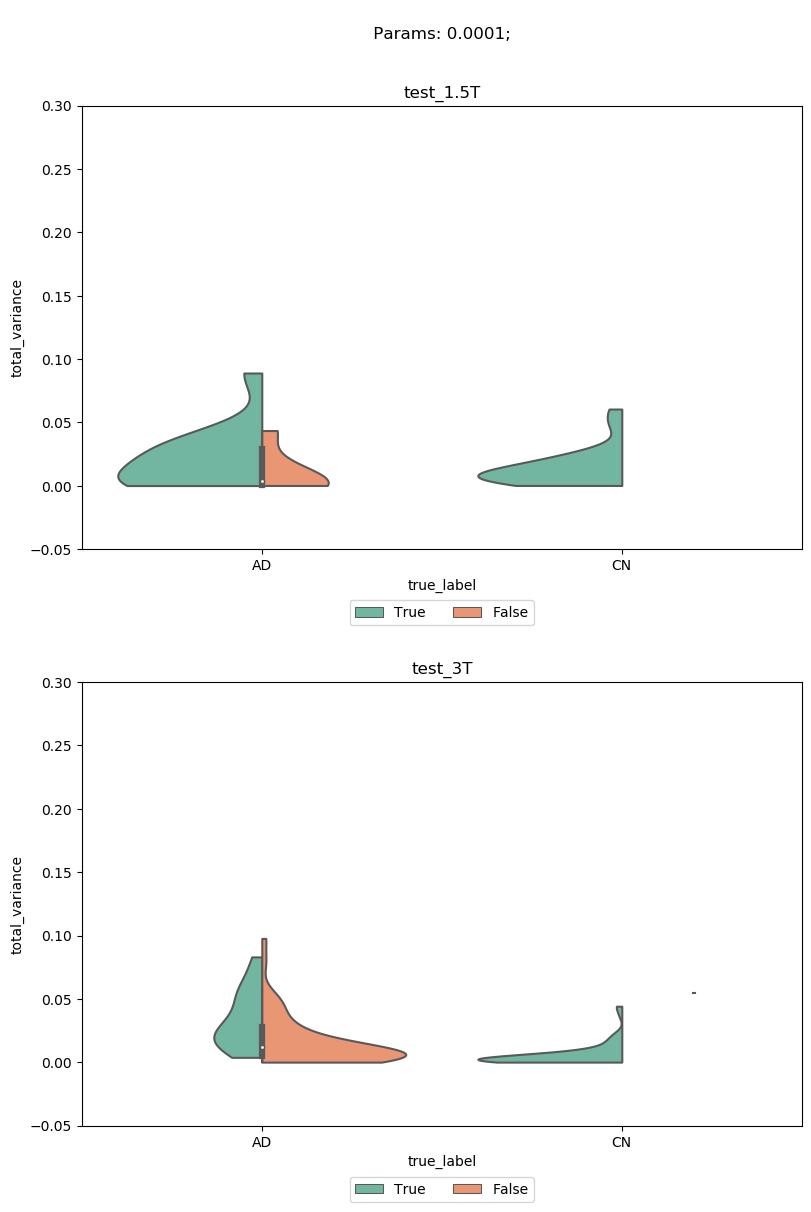 Params: 0.0001;
test_1.5T
0.30
0.25
0.20
0.15
0.10
0.05
0.00
−0.05
total_variance
AD CN
true_label
True False
test_3T
0.30
0.25
0.20
0.15
0.10
0.05
0.00
−0.05
total_variance
AD CN
true_label
True False